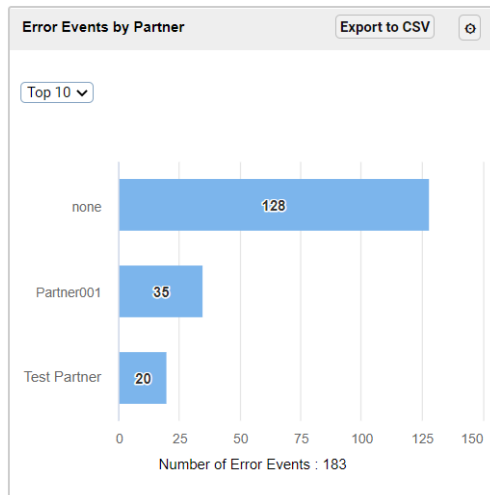 Error Events by Partner Export to CSV
Top 10
none 128
Partner001 35
Test Partner 20
0 25 50 75 100 125 150
Number of Error Events : 183